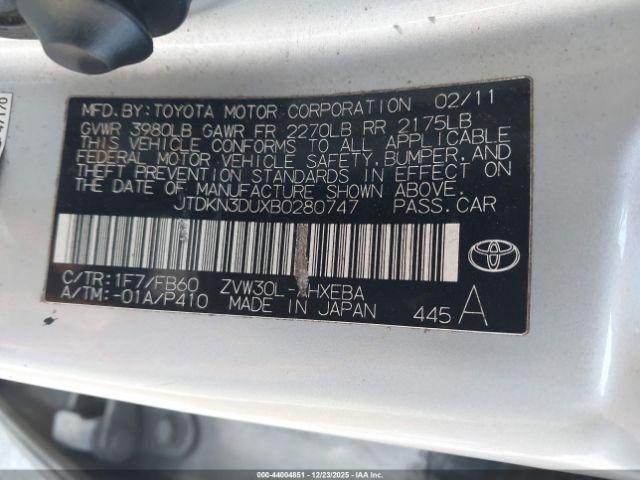 MFD. BY: TOYOTA MOTOR CORPORATION 02/11
GVWR 3980LB GAWR FR 2270LB RR 2175LB
THIS VEHICLE CONFORMS TO ALL APPLICABLE
FEDERAL MOTOR VEHICLE SAFETY, BUMPER, AND
THEFT PREVENTION STANDARDS IN EFFECT ON
THE DATE OF MANUFACTURE SHOWN ABOVE.
JTDKN3DUXB0280747 PASS. CAR
C/TR: 1F7/FB60 ZVW30L-
A/TM: -01A/P410 MADE IN JAPAN 445 A
000-44004851 | 12/23/2025 | IAABUYER.COM